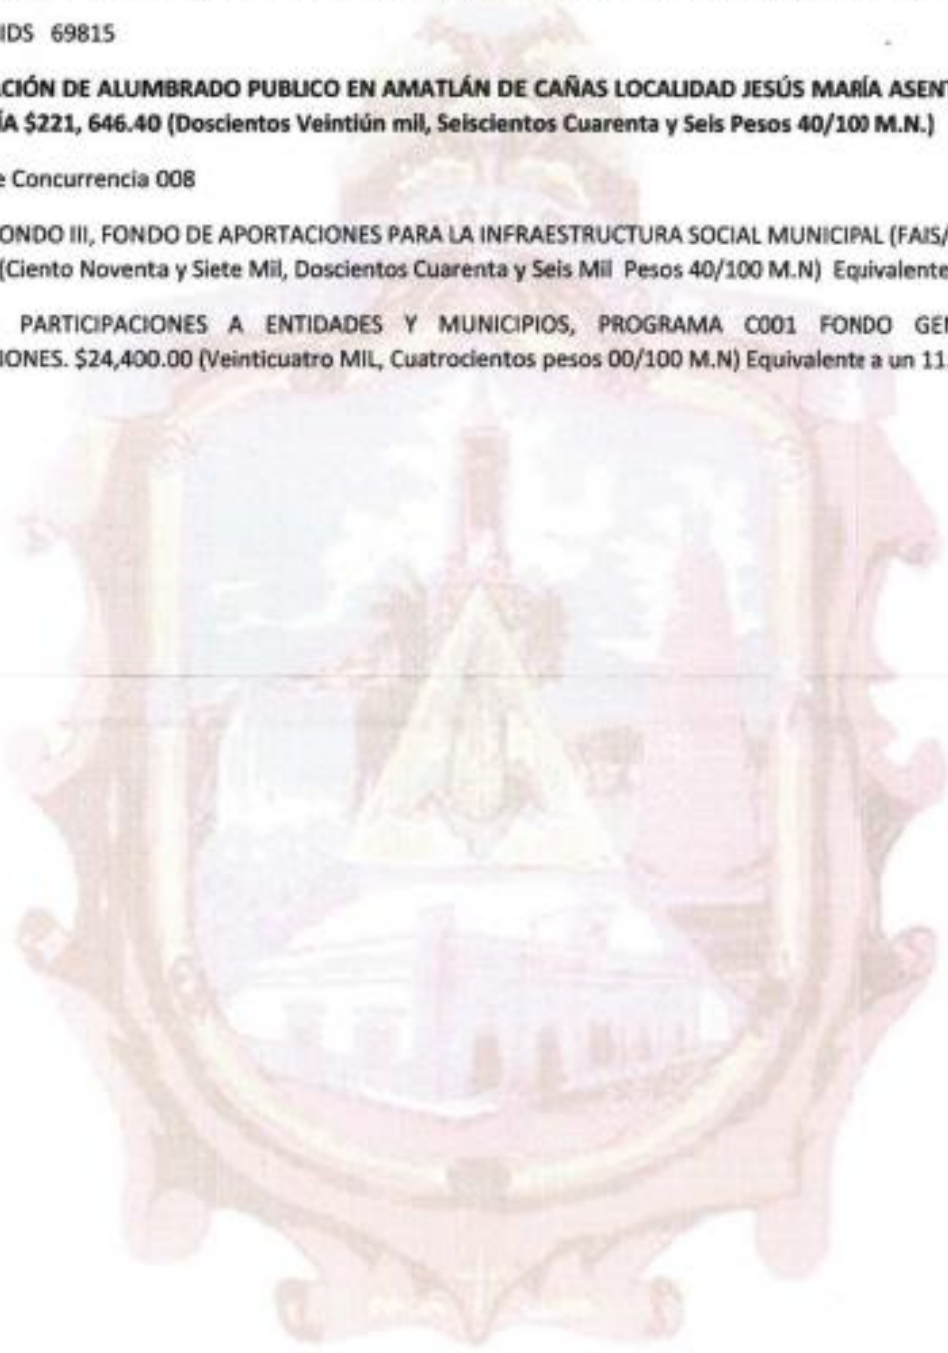 IDS 69815
ACIÓN DE ALUMBRADO PUBLICO EN AMATLÁN DE CAÑAS LOCALIDAD JESÚS MARÍA ASENT
ÍA $221, 646.40 (Doscientos Veintiún mil, Seiscientos Cuarenta y Seis Pesos 40/100 M.N.)
e Concurrencia 008
ONDO III, FONDO DE APORTACIONES PARA LA INFRAESTRUCTURA SOCIAL MUNICIPAL (FAIS/
(Ciento Noventa y Siete Mil, Doscientos Cuarenta y Seis Mil Pesos 40/100 M.N) Equivalente
PARTICIPACIONES A ENTIDADES Y MUNICIPIOS, PROGRAMA C001 FONDO GEN
IONES. $24,400.00 (Veinticuatro MIL, Cuatrocientos pesos 00/100 M.N) Equivalente a un 11.